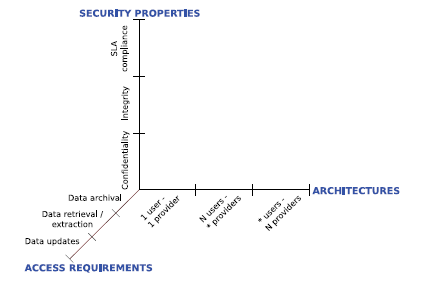 SECURITY PROPERTIES
SLA
compliance
Integrity
Confidentiality
Data archival
Data retrieval /
extraction
Data updates
ACCESS REQUIREMENTS
1 user -
1 provider
N users -
* providers
* users -
N providers
ARCHITECTURES